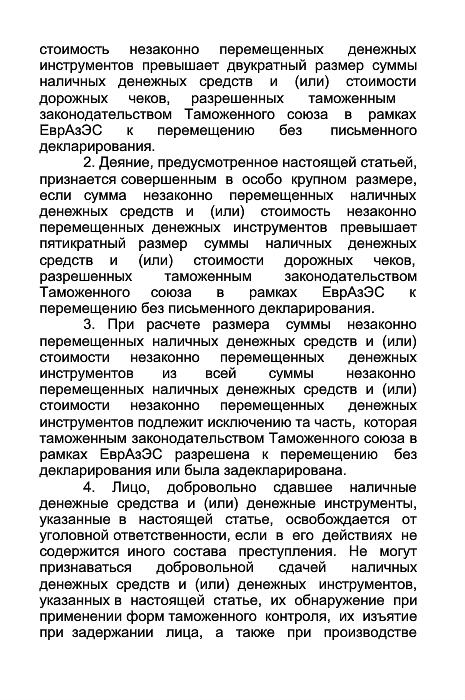 стоимость незаконно перемещенных денежных
инструментов превышает двукратный размер суммы
наличных денежных средств и (или) стоимости
дорожных чеков, разрешенных таможенным
законодательством Таможенного союза в рамках
ЕврАзЭС к перемещению без письменного
декларирования.
2. Деяние, предусмотренное настоящей статьей,
признается совершенным в особо крупном размере,
если сумма незаконно перемещенных наличных
денежных средств и (или) стоимость незаконно
перемещенных денежных инструментов превышает
пятикратный размер суммы наличных денежных
средств и (или) стоимости дорожных чеков,
разрешенных таможенным законодательством
Таможенного союза в рамках ЕврАзЭС к
перемещению без письменного декларирования.
3. При расчете размера суммы незаконно
перемещенных наличных денежных средств и (или)
стоимости незаконно перемещенных денежных
инструментов из всей суммы незаконно
перемещенных наличных денежных средств и (или)
стоимости незаконно перемещенных денежных
инструментов подлежит исключению та часть, которая
таможенным законодательством Таможенного союза в
рамках ЕврАзЭС разрешена к перемещению без
декларирования или была задекларирована.
4. Лицо, добровольно сдавшее наличные
денежные средства и (или) денежные инструменты,
указанные в настоящей статье, освобождается от
уголовной ответственности, если в его действиях не
содержится иного состава преступления. Не могут
признаваться добровольной сдачей наличных
денежных средств и (или) денежных инструментов,
указанных в настоящей статье, их обнаружение при
применении форм таможенного контроля, их изъятие
при задержании лица, а также при производстве